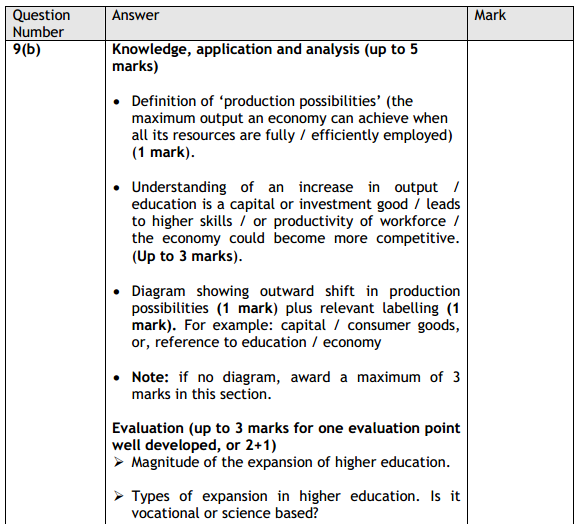 Question Number
Answer
Mark
9(b)
Knowledge, application and analysis (up to 5
marks)
• Definition of ‘production possibilities’ (the
maximum output an economy can achieve when
all its resources are fully / efficiently employed)
(1 mark).
• Understanding of an increase in output /
education is a capital or investment good / leads
to higher skills / or productivity of workforce /
the economy could become more competitive.
(Up to 3 marks).
• Diagram showing outward shift in production
possibilities (1 mark) plus relevant labelling (1
mark). For example: capital / consumer goods,
or, reference to education / economy
• Note: if no diagram, award a maximum of 3
marks in this section.
Evaluation (up to 3 marks for one evaluation point
well developed, or 2+1)
➢ Magnitude of the expansion of higher education.
➢ Types of expansion in higher education. Is it
vocational or science based?